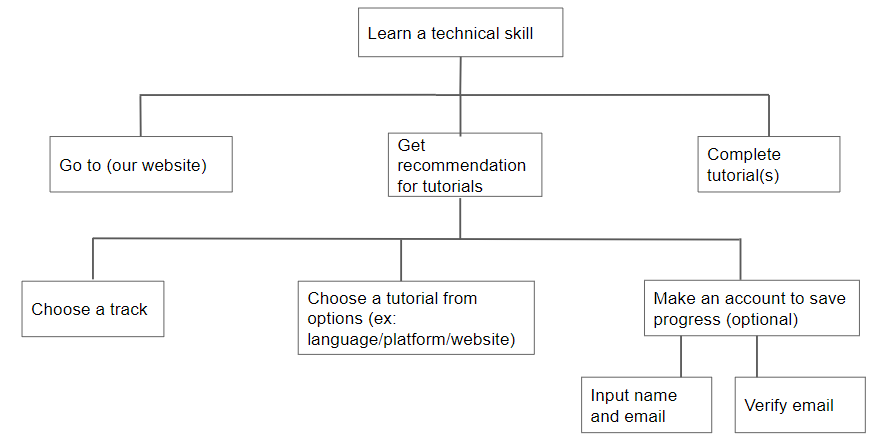 Learn a technical skill
Go to (our website)
Get
recommendation
for tutorials
Complete
tutorial(s)
Choose a track
Choose a tutorial from
options (ex:
language/platform/website)
Make an account to save
progress (optional)
Input name
and email
Verify email